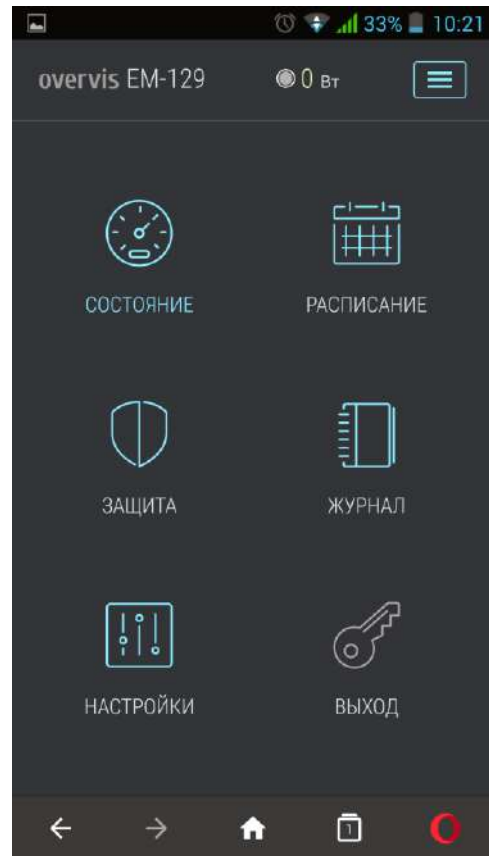 33% 10:21
overvis EM-129 0 Вт
СОСТОЯНИЕ РАСПИСАНИЕ
ЗАЩИТА ЖУРНАЛ
НАСТРОЙКИ ВЫХОД
1